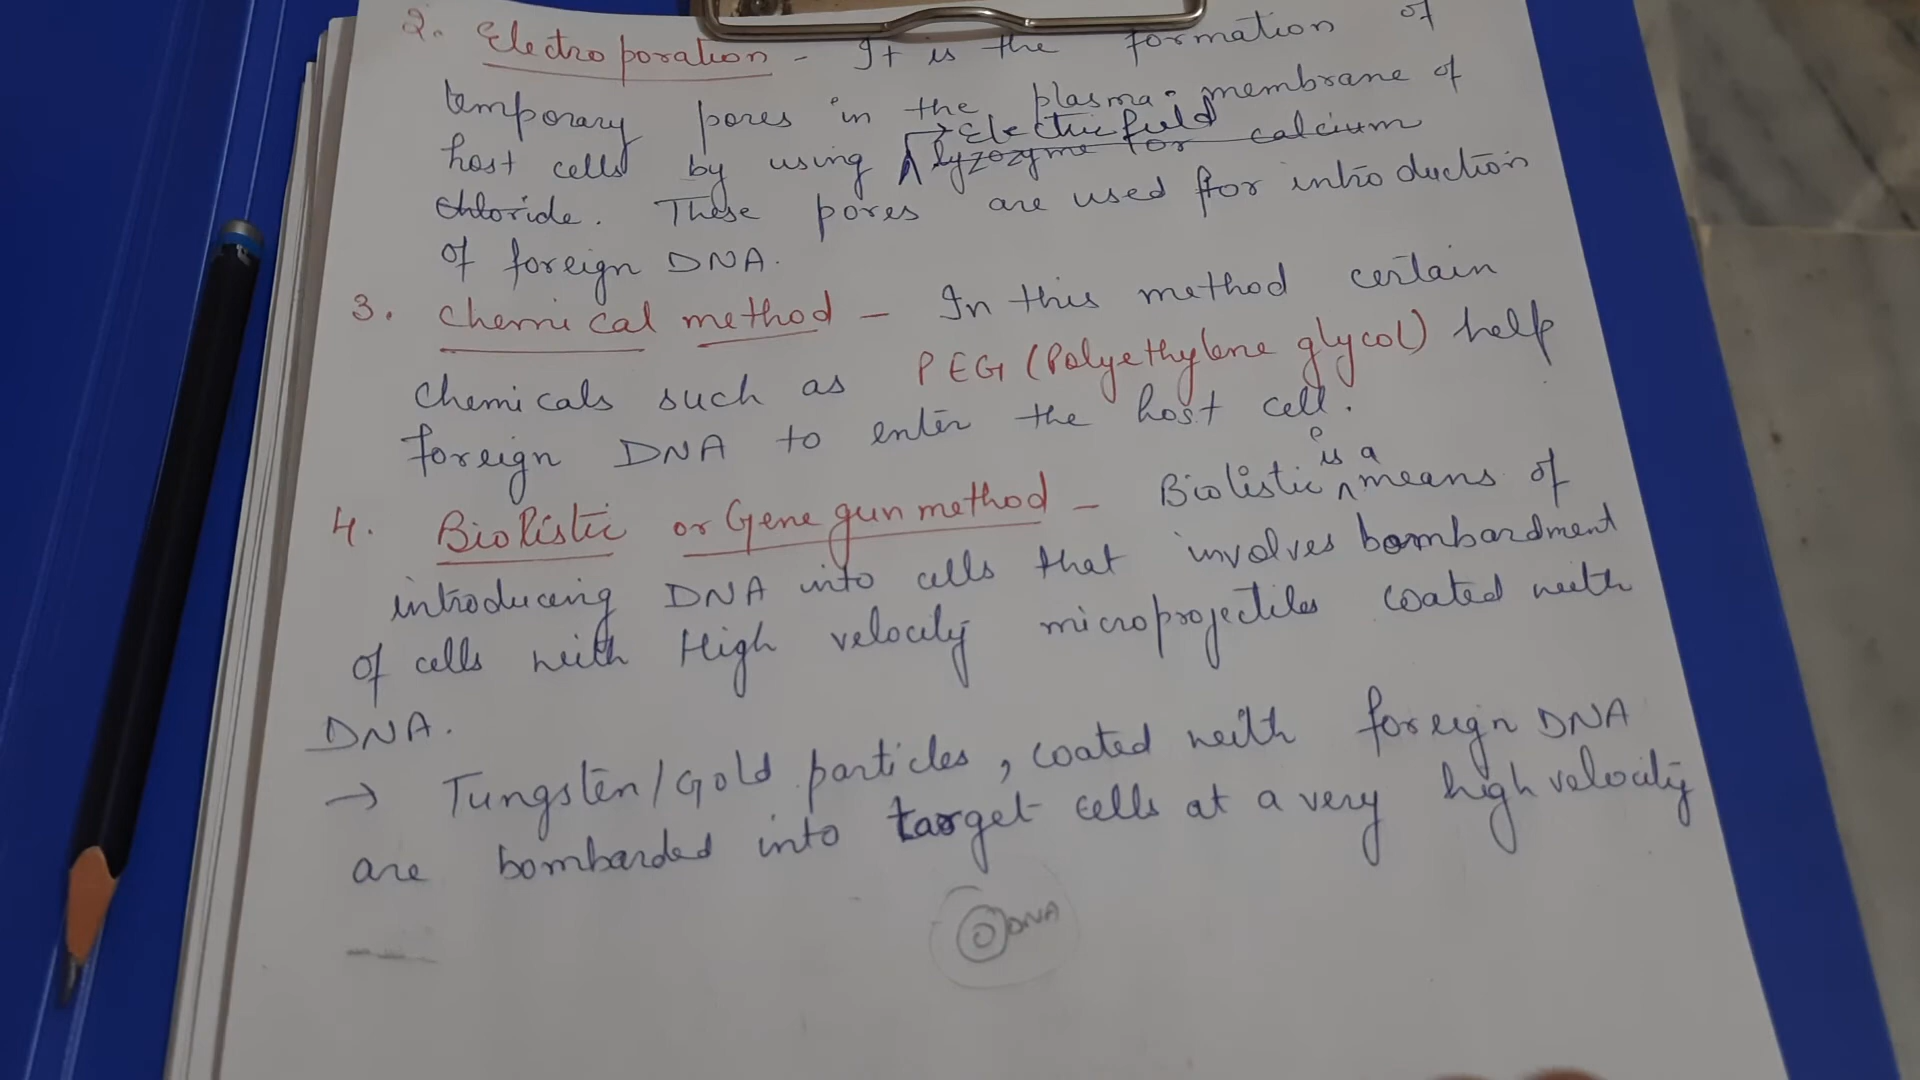 2. Electroporation - It is the formation of
temporary pores in the plasma membrane of
Electric field
host cells by using lyzozyme for calcium
chloride. These pores are used for introduction
of foreign DNA.
3. Chemical method - In this method certain
chemicals such as PEG (Polyethylene glycol) help
foreign DNA to enter the host cell.
is a
4. Biolistic or Gene gun method - Biolistic means of
introducing DNA into cells that involves bombardment
of cells with High velocity microprojectiles coated with
DNA.
→ Tungsten/Gold particles, coated with foreign DNA
are bombarded into target cells at a very high velocity
DNA